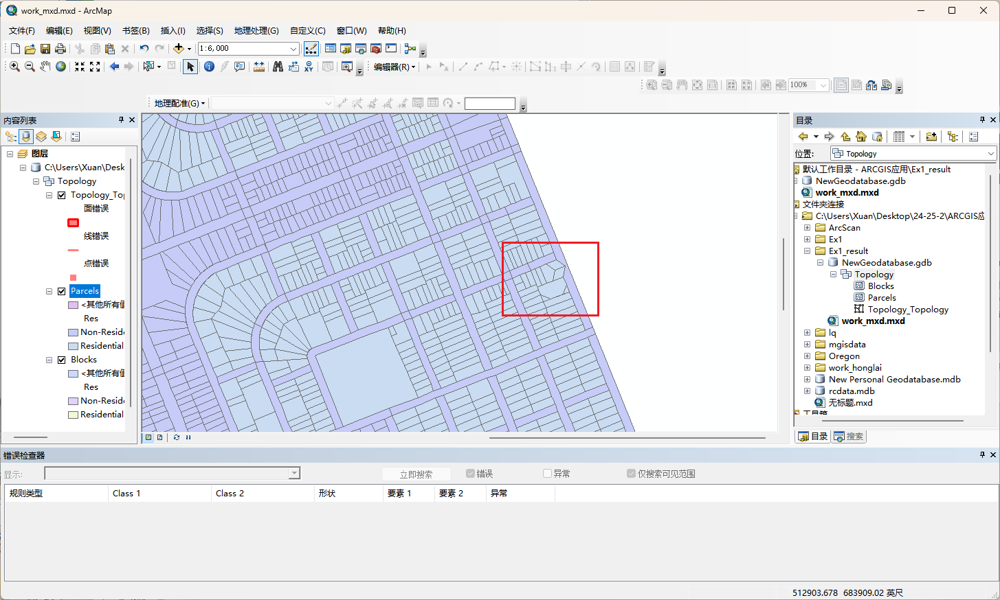 work_mxd.mxd - ArcMap
文件(F) 编辑(E) 视图(V) 书签(B) 插入(I) 选择(S) 地理处理(G) 自定义(C) 窗口(W) 帮助(H)
1:6,000
编辑器(R)
100%
地理配准(G)
内容列表
图层
C:\Users\Xuan\Desk
Topology
Topology_To
面错误
线错误
点错误
Parcels
<其他所有值
Res
Non-Reside
Residential
Blocks
<其他所有值
Res
Non-Reside
Residential
目录
位置: Topology
默认工作目录 - ARCGIS应用\Ex1_result
NewGeodatabase.gdb
work_mxd.mxd
文件夹连接
C:\Users\Xuan\Desktop\24-25-2\ARCGIS应
ArcScan
Ex1
Ex1_result
NewGeodatabase.gdb
Topology
Blocks
Parcels
Topology_Topology
work_mxd.mxd
lq
mgisdata
Oregon
work_honglai
New Personal Geodatabase.mdb
rcdata.mdb
无标题.mxd
工具箱
目录 搜索
错误检查器
显示: 立即搜索 错误 异常 仅搜索可见范围
规则类型 Class 1 Class 2 形状 要素 1 要素 2 异常
512903.678 683909.02 英尺